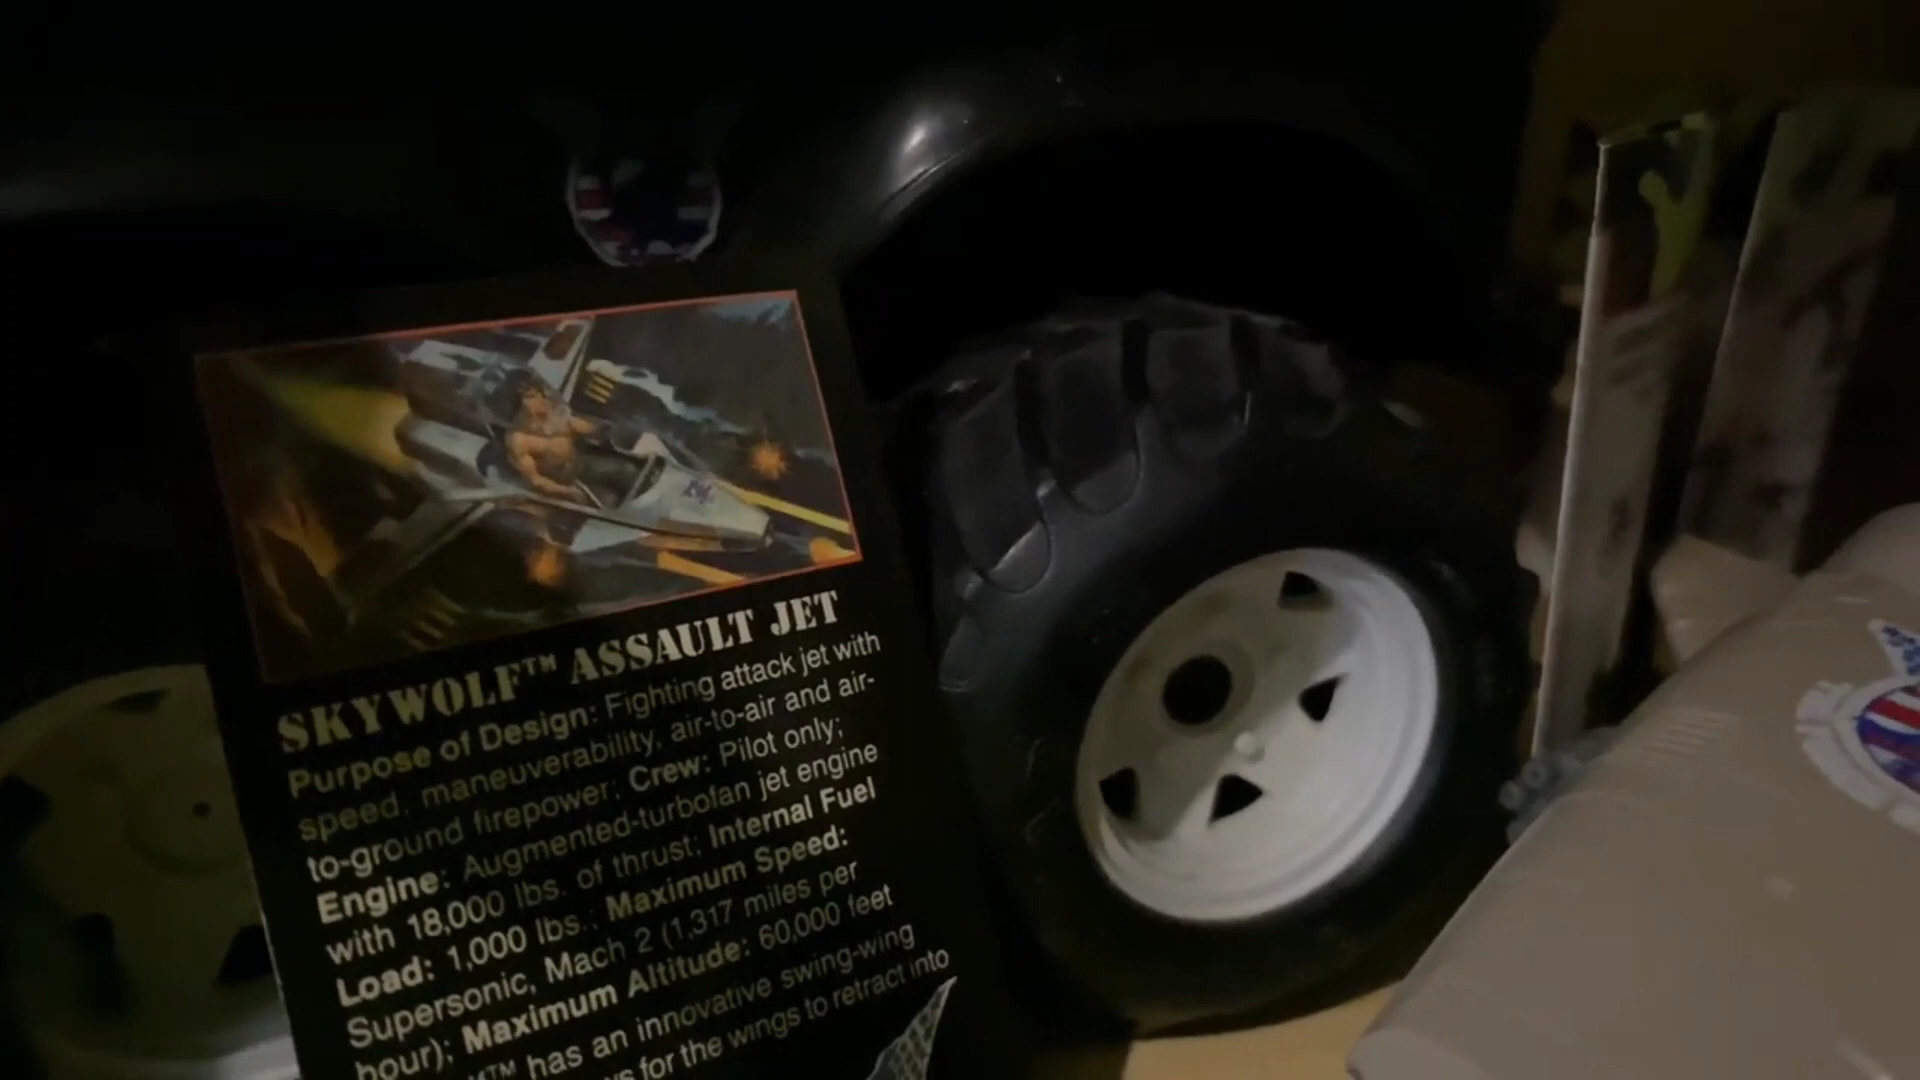 SKYWOLF™ ASSAULT JET
Purpose of Design: Fighting attack jet with
speed, maneuverability, air-to-air and air-
to-ground firepower; Crew: Pilot only;
Engine: Augmented-turbofan jet engine
with 18,000 lbs. of thrust; Internal Fuel
Load: 1,000 lbs.; Maximum Speed:
Supersonic, Mach 2 (1,317 miles per
hour); Maximum Altitude: 60,000 feet
™ has an innovative swing-wing
for the wings to retract into